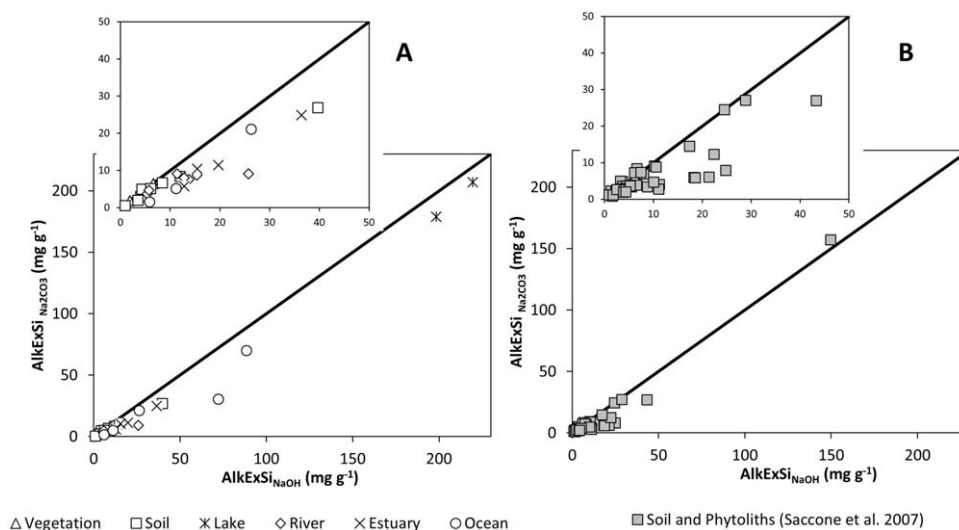 A
50
40
30
20
10
0
0 10 20 30 40 50
200
150
100
50
0
0 50 100 150 200
AlkExSi Na2CO3 (mg g-1)
AlkExSiNaOH (mg g-1)
Vegetation Soil Lake River Estuary Ocean
B
50
40
30
20
10
0
0 10 20 30 40 50
200
150
100
50
0
0 50 100 150 200
AlkExSi Na2CO3 (mg g-1)
AlkExSiNaOH (mg g-1)
Soil and Phytoliths (Saccone et al. 2007)